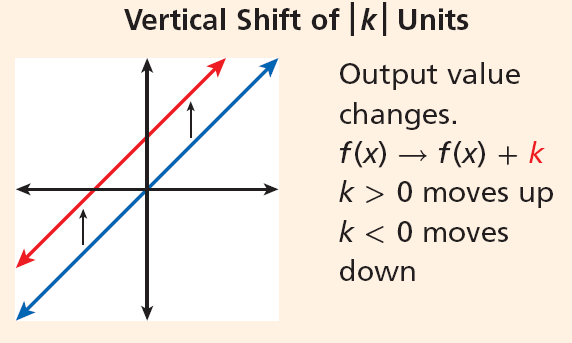 Vertical Shift of |k| Units
Output value
changes.
f(x) → f(x) + k
k > 0 moves up
k < 0 moves
down